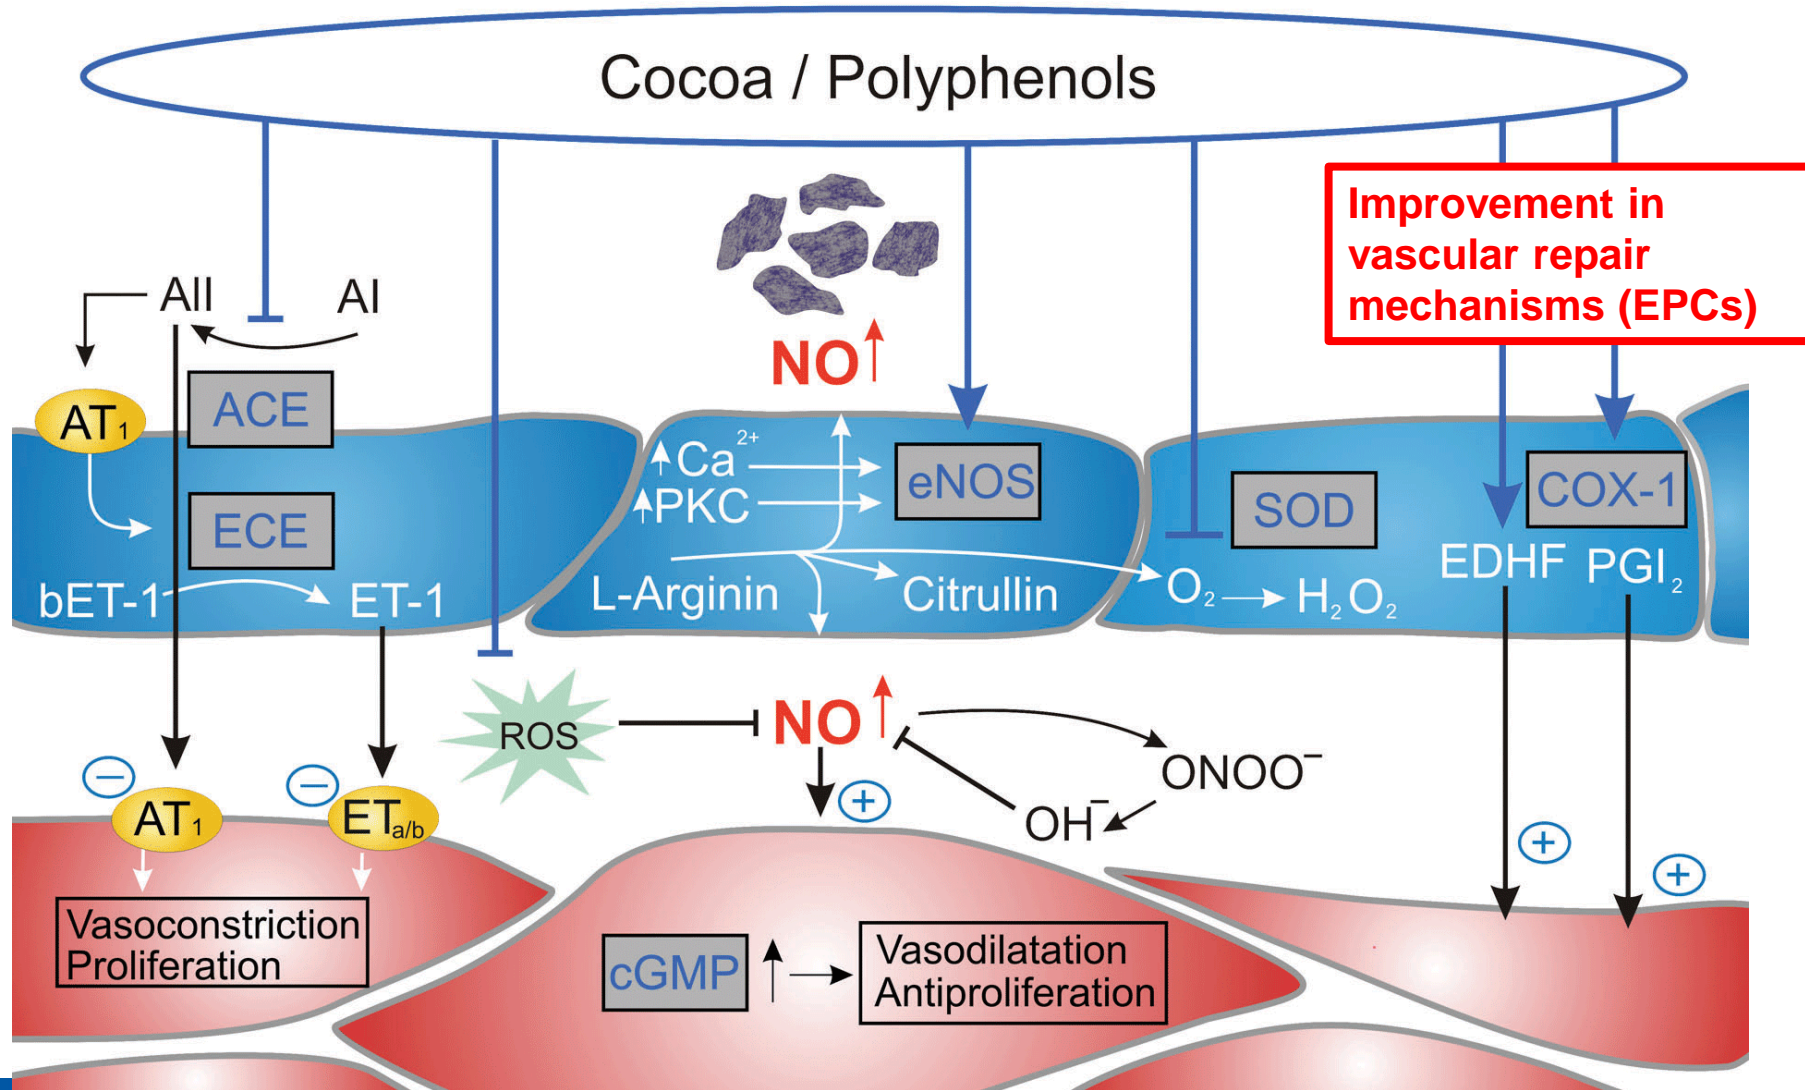 Cocoa / Polyphenols
Improvement in
vascular repair
mechanisms (EPCs)
AII
AI
NO
AT1
ACE
Ca2+
PKC
eNOS
SOD
COX-1
ECE
EDHF
PGI2
bET-1
ET-1
L-Arginin
Citrullin
O2
H2O2
ROS
NO
ONOO–
OH–
–
–
+
+
+
AT1
ETa/b
Vasoconstriction
Proliferation
cGMP
Vasodilatation
Antiproliferation